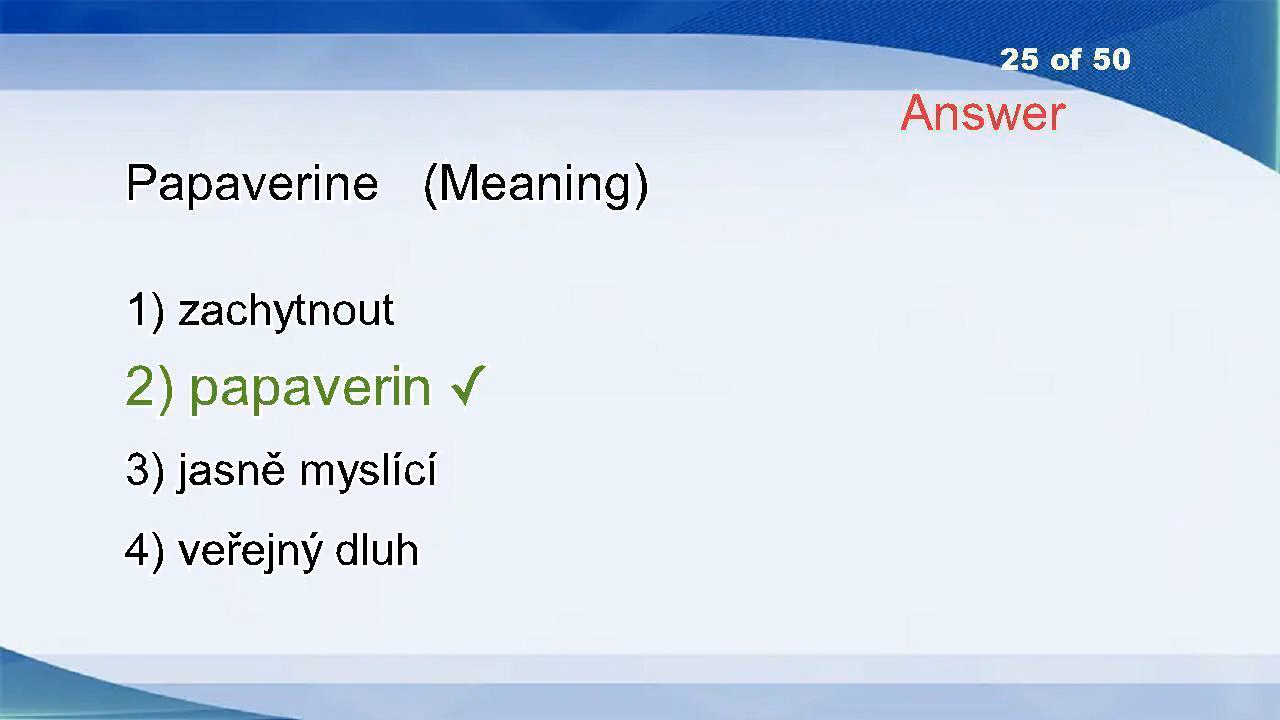 25 of 50
Answer
Papaverine (Meaning)
1) zachytnout
2) papaverin ✓
3) jasně myslící
4) veřejný dluh